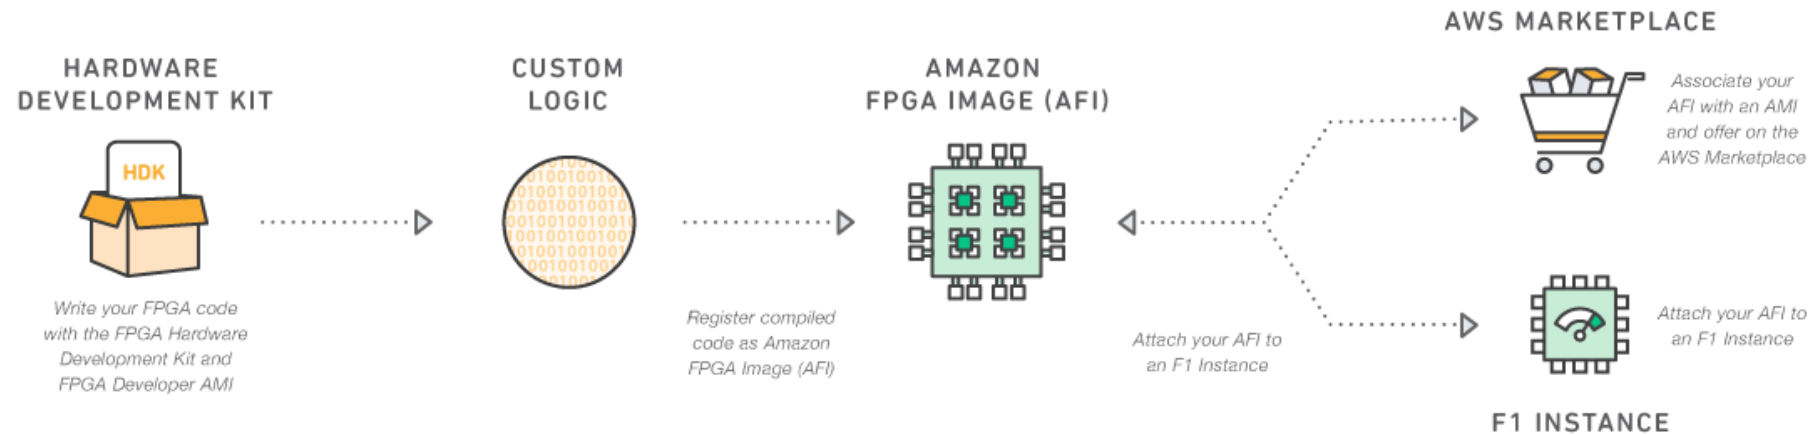 HARDWARE
DEVELOPMENT KIT
HDK
Write your FPGA code
with the FPGA Hardware
Development Kit and
FPGA Developer AMI
CUSTOM
LOGIC
Register compiled
code as Amazon
FPGA Image (AFI)
AMAZON
FPGA IMAGE (AFI)
Attach your AFI to
an F1 Instance
AWS MARKETPLACE
Associate your
AFI with an AMI
and offer on the
AWS Marketplace
Attach your AFI to
an F1 Instance
F1 INSTANCE